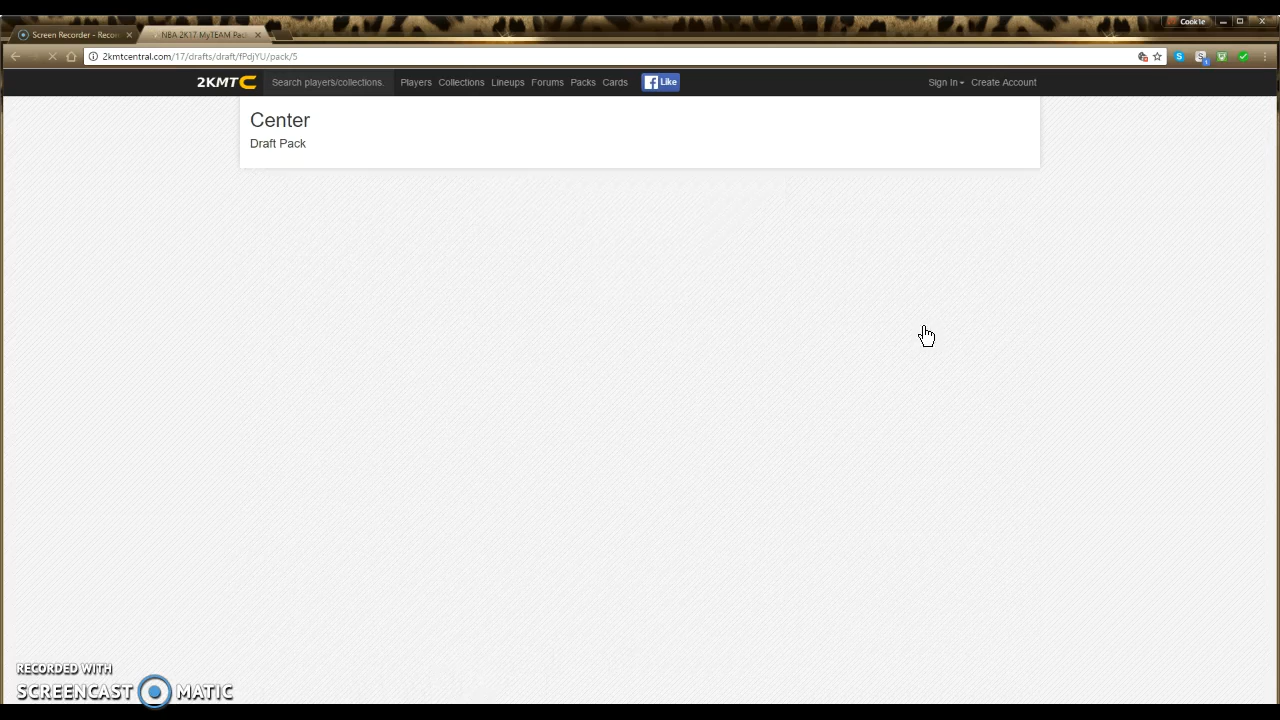 Cookie
Screen Recorder - Recor
NBA 2K17 MyTEAM Pac
2kmtcentral.com/17/drafts/draft/fPdjYU/pack/5
2KMTC
Search players/collections.
Players
Collections
Lineups
Forums
Packs
Cards
Like
Sign In
Create Account
Center
Draft Pack
RECORDED WITH
SCREENCAST MATIC